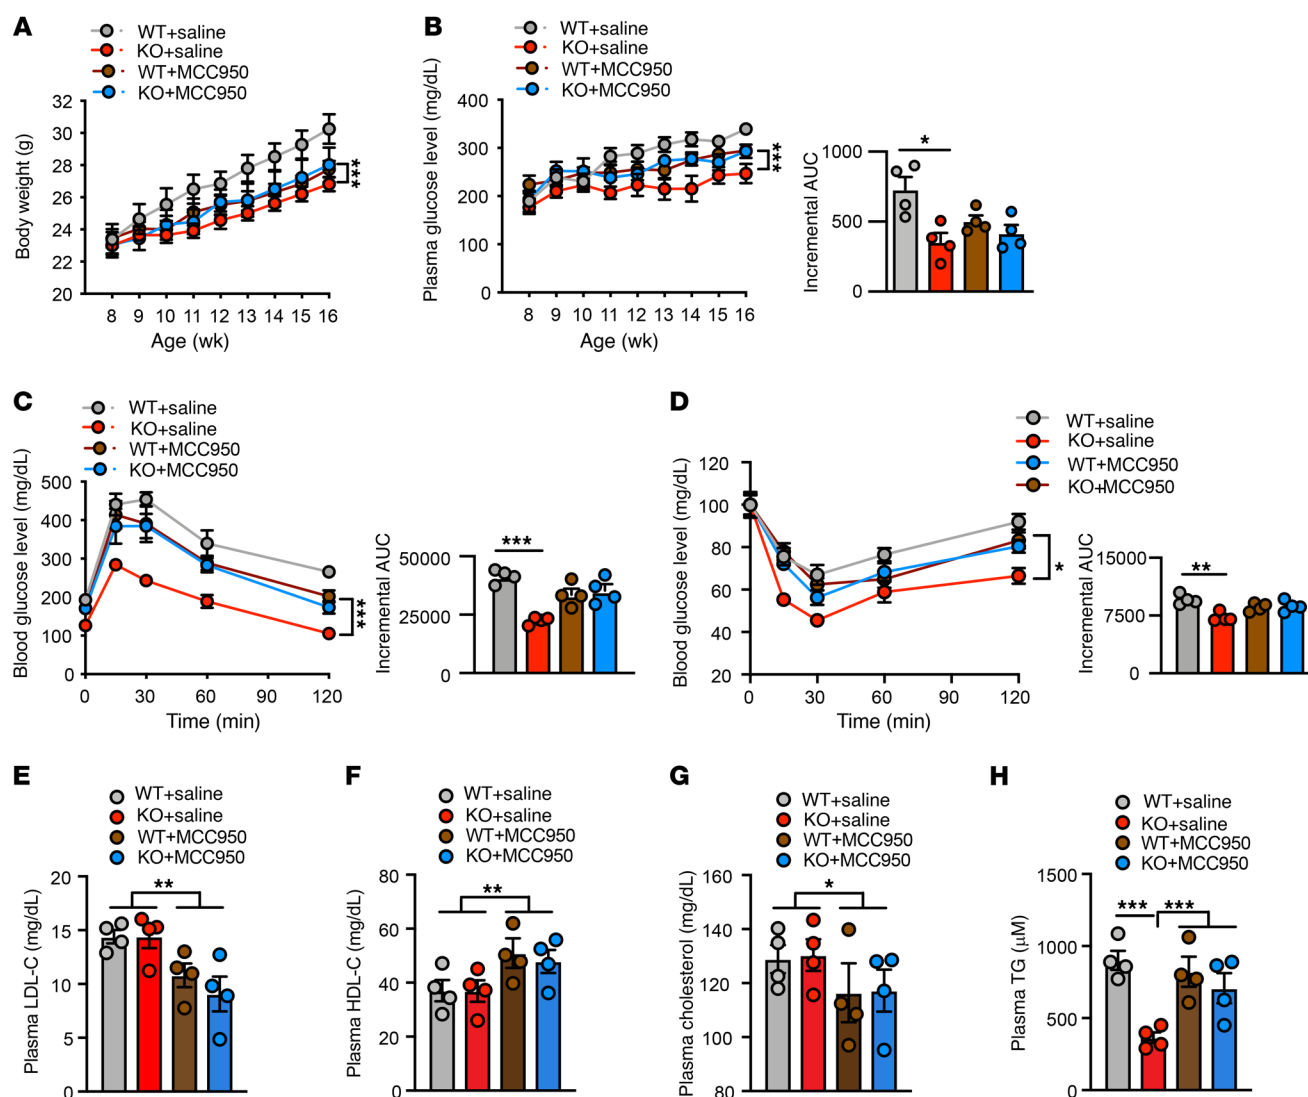 A
WT+saline
KO+saline
WT+MCC950
KO+MCC950
Body weight (g)
32
30
28
26
24
22
20
***
8 9 10 11 12 13 14 15 16
Age (wk)
B
WT+saline
KO+saline
WT+MCC950
KO+MCC950
Plasma glucose level (mg/dL)
400
300
200
100
0
***
8 9 10 11 12 13 14 15 16
Age (wk)
Incremental AUC
1000
500
0
*
C
WT+saline
KO+saline
WT+MCC950
KO+MCC950
Blood glucose level (mg/dL)
500
400
300
200
100
0
***
0 30 60 90 120
Time (min)
Incremental AUC
50000
25000
0
***
D
WT+saline
KO+saline
WT+MCC950
KO+MCC950
Blood glucose level (mg/dL)
120
100
80
60
40
20
*
0 30 60 90 120
Time (min)
Incremental AUC
15000
7500
0
**
E
WT+saline
KO+saline
WT+MCC950
KO+MCC950
Plasma LDL-C (mg/dL)
20
15
10
5
0
**
F
WT+saline
KO+saline
WT+MCC950
KO+MCC950
Plasma HDL-C (mg/dL)
80
60
40
20
0
**
G
WT+saline
KO+saline
WT+MCC950
KO+MCC950
Plasma cholesterol (mg/dL)
160
140
120
100
80
*
H
WT+saline
KO+saline
WT+MCC950
KO+MCC950
Plasma TG (μM)
1500
1000
500
0
*** ***